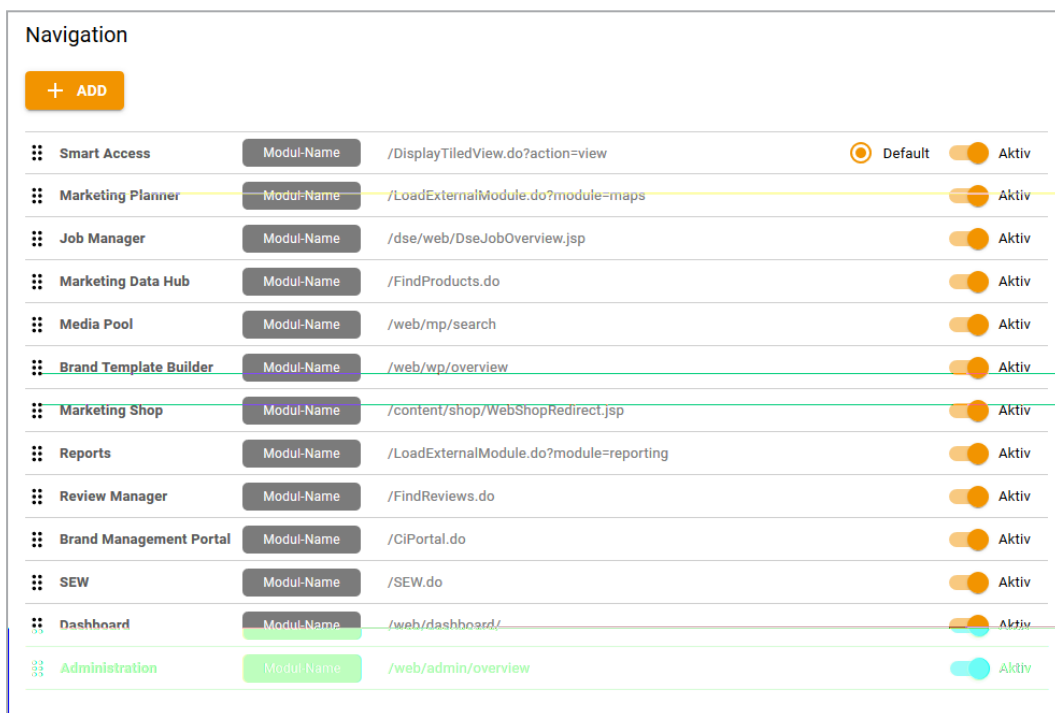 Navigation
+ ADD
Smart Access Modul-Name /DisplayTiledView.do?action=view Default Aktiv
Marketing Planner Modul-Name /LoadExternalModule.do?module=maps Aktiv
Job Manager Modul-Name /dse/web/DseJobOverview.jsp Aktiv
Marketing Data Hub Modul-Name /FindProducts.do Aktiv
Media Pool Modul-Name /web/mp/search Aktiv
Brand Template Builder Modul-Name /web/wp/overview Aktiv
Marketing Shop Modul-Name /content/shop/WebShopRedirect.jsp Aktiv
Reports Modul-Name /LoadExternalModule.do?module=reporting Aktiv
Review Manager Modul-Name /FindReviews.do Aktiv
Brand Management Portal Modul-Name /CiPortal.do Aktiv
SEW Modul-Name /SEW.do Aktiv
Dashboard Modul-Name /web/dashboard/ Aktiv
Administration Modul-Name /web/admin/overview Aktiv